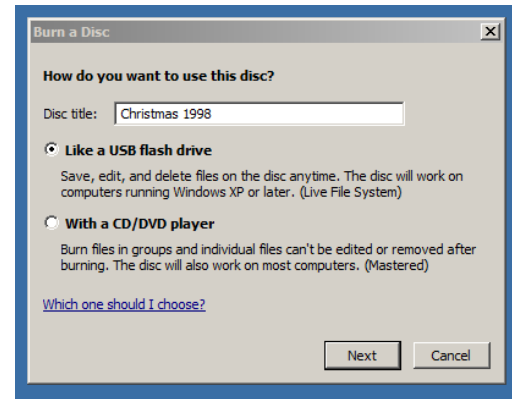 Burn a Disc
How do you want to use this disc?
Disc title: Christmas 1998
Like a USB flash drive
Save, edit, and delete files on the disc anytime. The disc will work on
computers running Windows XP or later. (Live File System)
With a CD/DVD player
Burn files in groups and individual files can't be edited or removed after
burning. The disc will also work on most computers. (Mastered)
Which one should I choose?
Next Cancel